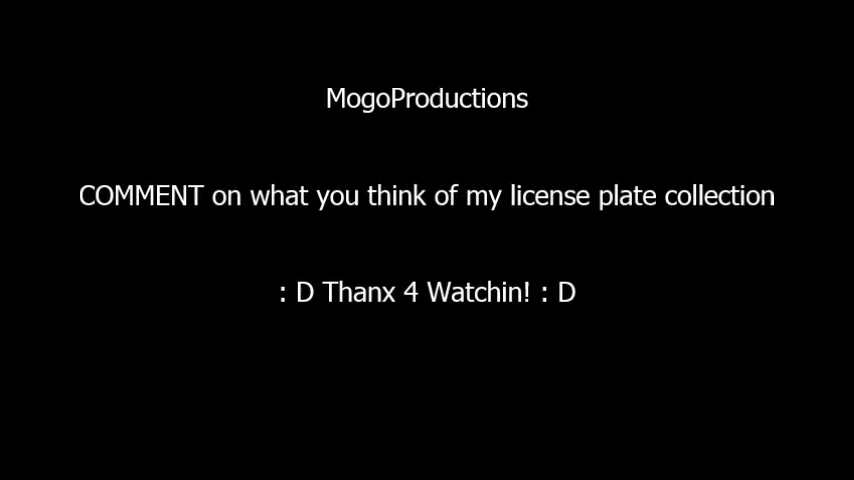 MogoProductions
COMMENT on what you think of my license plate collection
: D Thanx 4 Watchin! : D